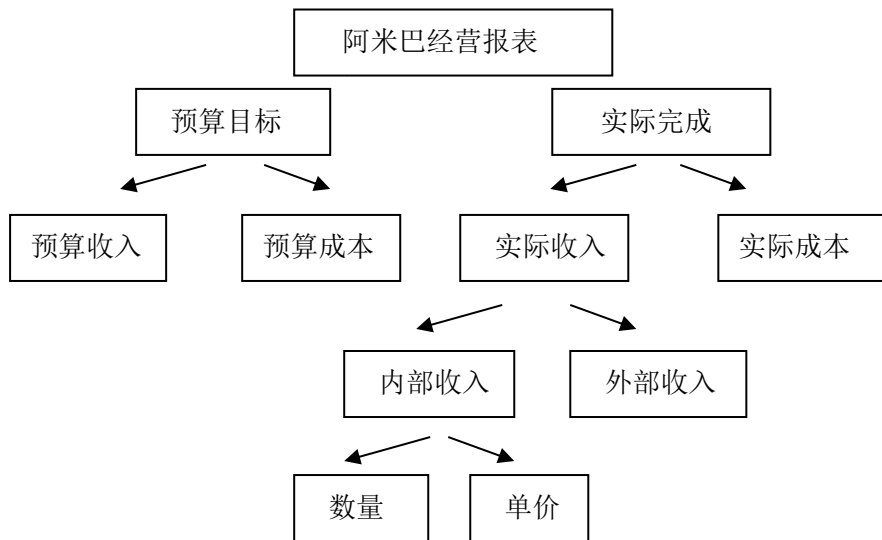 阿米巴经营报表
预算目标
实际完成
预算收入
预算成本
实际收入
实际成本
内部收入
外部收入
数量
单价